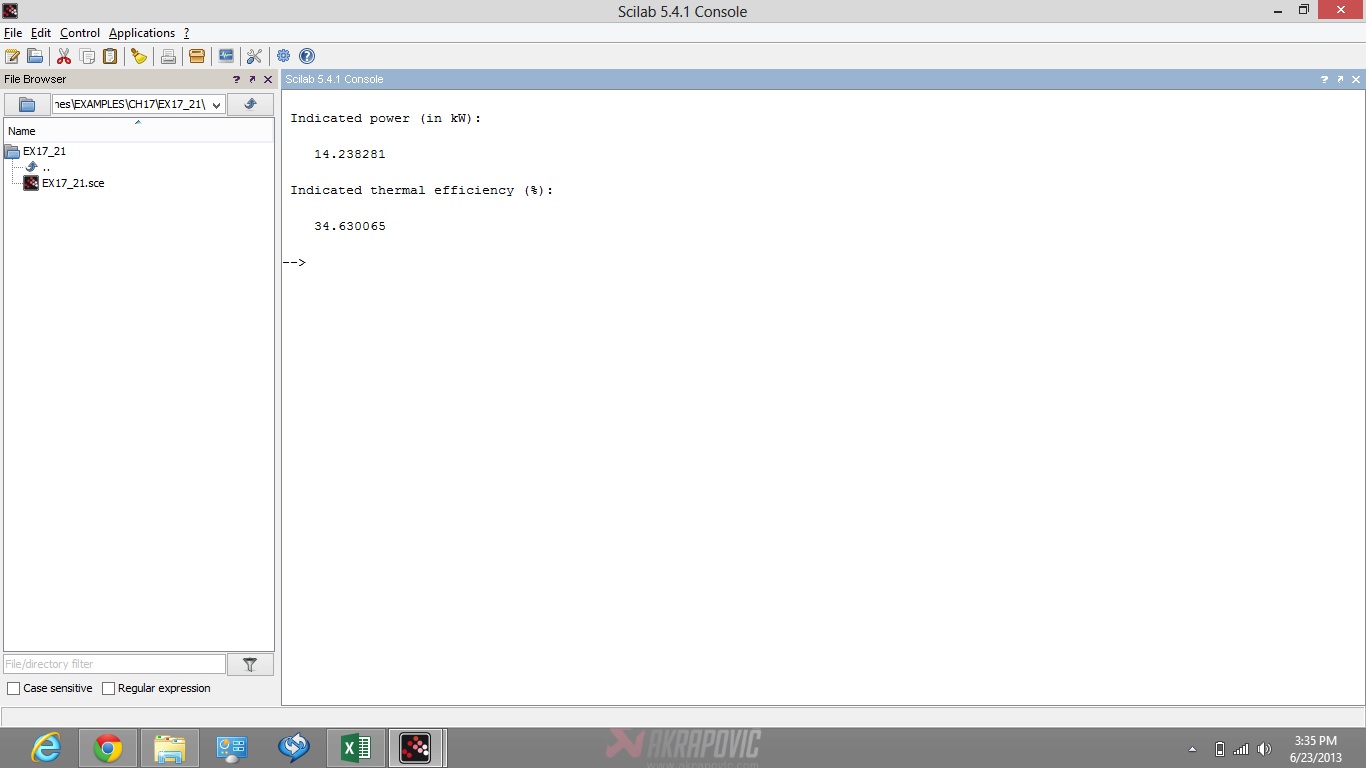 Scilab 5.4.1 Console
File Edit Control Applications ?
File Browser ? 
Scilab 5.4.1 Console ?
nes\EXAMPLES\CH17\EX17_21\
Name
EX17_21
..
EX17_21.sce
Indicated power (in kW):
14.238281
Indicated thermal efficiency (%):
34.630065
-->
File/directory filter
Case sensitive Regular expression
AKRAPOVIC
www.akrapovic.com
3:35 PM
6/23/2013